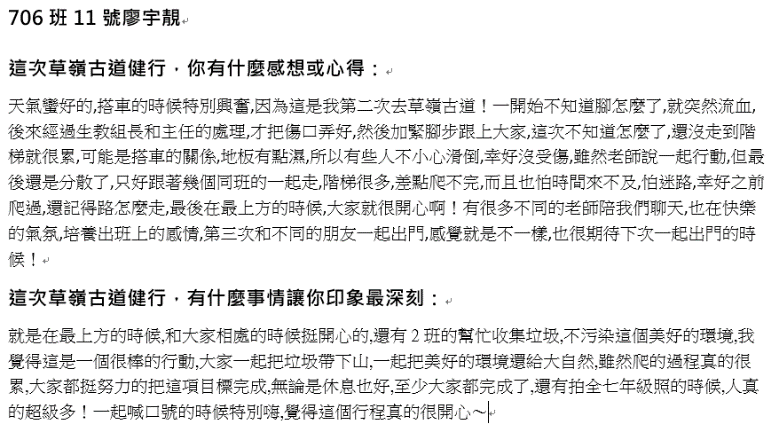 706 班 11 號廖宇靚
這次草嶺古道健行，你有什麼感想或心得：
天氣蠻好的,搭車的時候特別興奮,因為這是我第二次去草嶺古道！一開始不知道腳怎麼了,就突然流血,
後來經過生教組長和主任的處理,才把傷口弄好,然後加緊腳步跟上大家,這次不知道怎麼了,還沒走到階
梯就很累,可能是搭車的關係,地板有點濕,所以有些人不小心滑倒,幸好沒受傷,雖然老師說一起行動,但最
後還是分散了,只好跟著幾個同班的一起走,階梯很多,差點爬不完,而且也怕時間來不及,怕迷路,幸好之前
爬過,還記得路怎麼走,最後在最上方的時候,大家就很開心啊！有很多不同的老師陪我們聊天,也在快樂
的氣氛,培養出班上的感情,第三次和不同的朋友一起出門,感覺就是不一樣,也很期待下次一起出門的時
候！
這次草嶺古道健行，有什麼事情讓你印象最深刻：
就是在最上方的時候,和大家相處的時候挺開心的,還有 2 班的幫忙收集垃圾,不污染這個美好的環境,我
覺得這是一個很棒的行動,大家一起把垃圾帶下山,一起把美好的環境還給大自然,雖然爬的過程真的很
累,大家都挺努力的把這項目標完成,無論是休息也好,至少大家都完成了,還有拍全七年級照的時候,人真
的超級多！一起喊口號的時候特別嗨,覺得這個行程真的很開心～